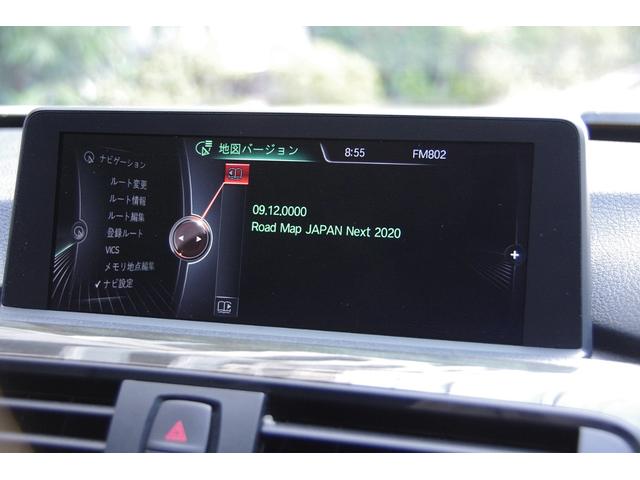 地図バージョン 8:55 FM802
ナビゲーション
ルート変更
ルート情報
ルート編集
登録ルート
VICS
メモリ地点編集
✓ ナビ設定
09.12.0000
Road Map JAPAN Next 2020